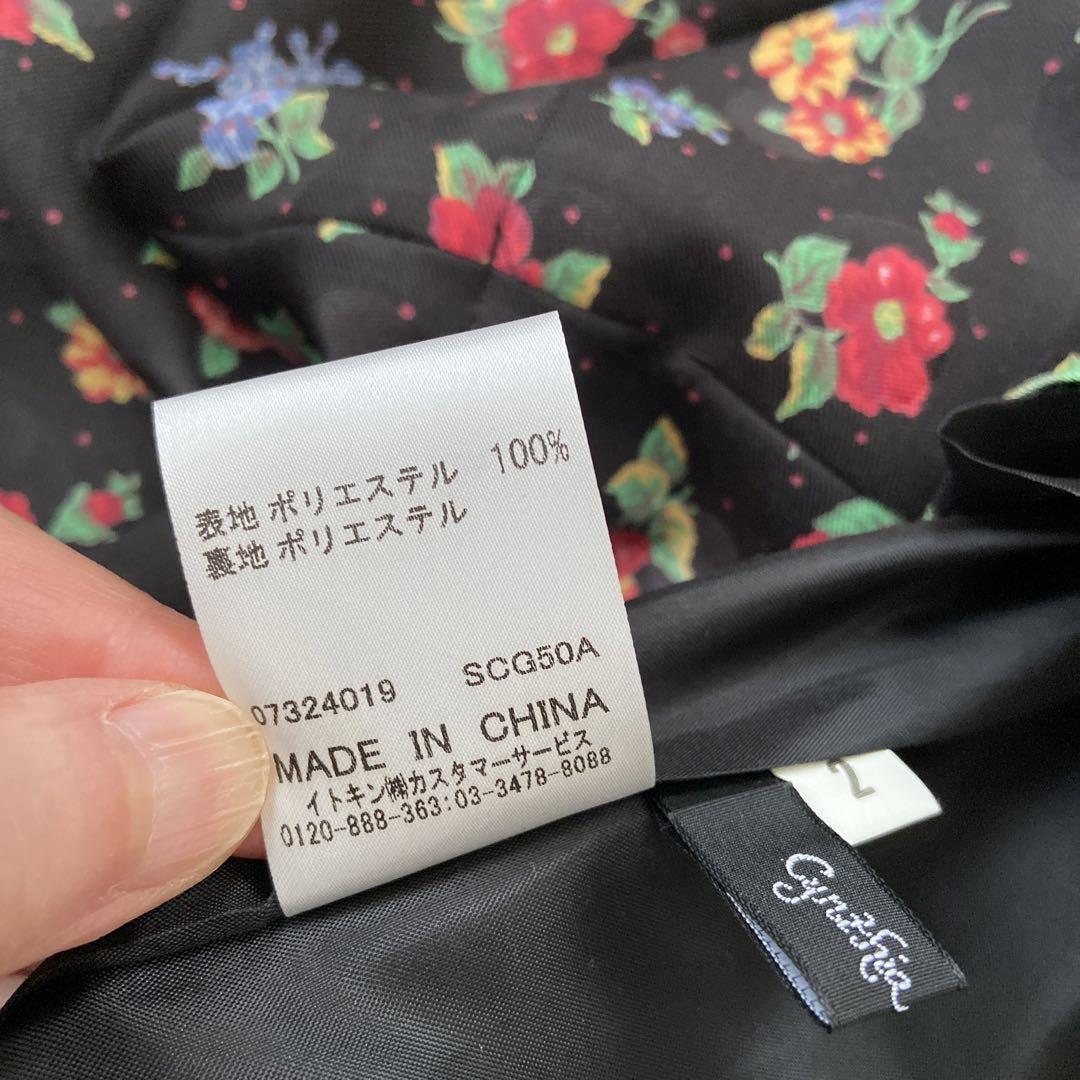 表地 ポリエステル 100%
裏地 ポリエステル
07324019 SCG50A
MADE IN CHINA
イトキン㈱カスタマーサービス
0120-888-363:03-3478-8088
2
Cynthia